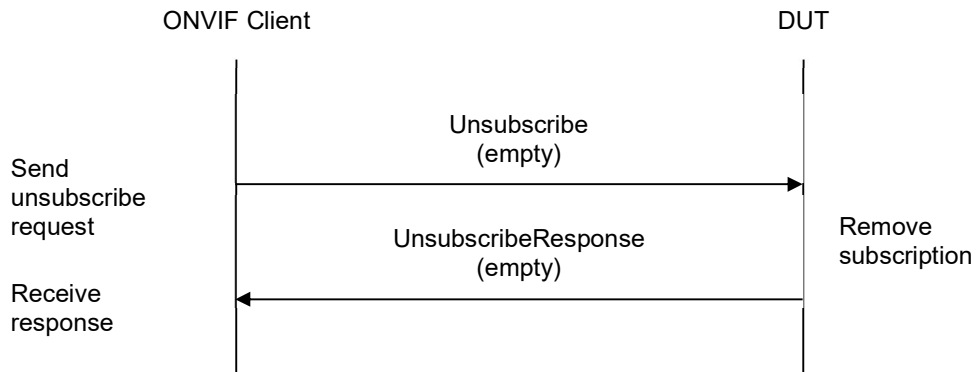 ONVIF Client
DUT
Unsubscribe
(empty)
Send
unsubscribe
request
UnsubscribeResponse
(empty)
Remove
subscription
Receive
response